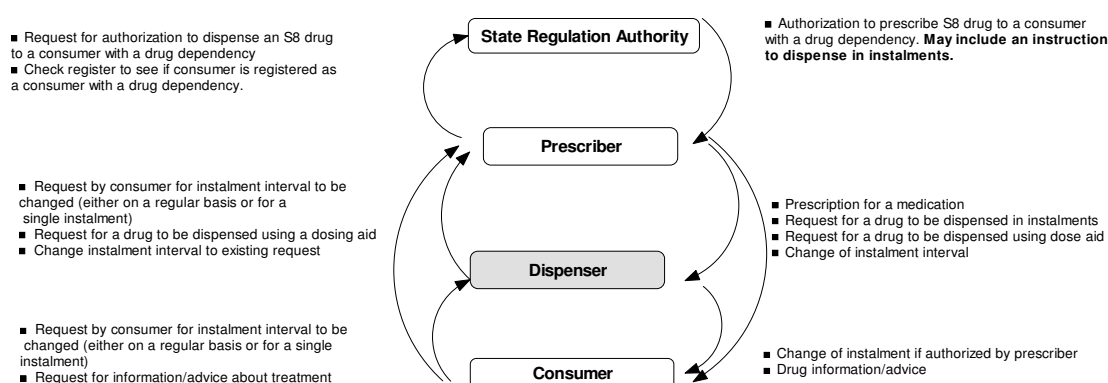 ■ Request for authorization to dispense an S8 drug
to a consumer with a drug dependency
■ Check register to see if consumer is registered as
a consumer with a drug dependency.
State Regulation Authority
■ Authorization to prescribe S8 drug to a consumer
with a drug dependency. May include an instruction
to dispense in instalments.
Prescriber
■ Request by consumer for instalment interval to be
changed (either on a regular basis or for a
single instalment)
■ Request for a drug to be dispensed using a dosing aid
■ Change instalment interval to existing request
■ Prescription for a medication
■ Request for a drug to be dispensed in instalments
■ Request for a drug to be dispensed using dose aid
■ Change of instalment interval
Dispenser
■ Request by consumer for instalment interval to be
changed (either on a regular basis or for a single
instalment)
■ Request for information/advice about treatment
Consumer
■ Change of instalment if authorized by prescriber
■ Drug information/advice